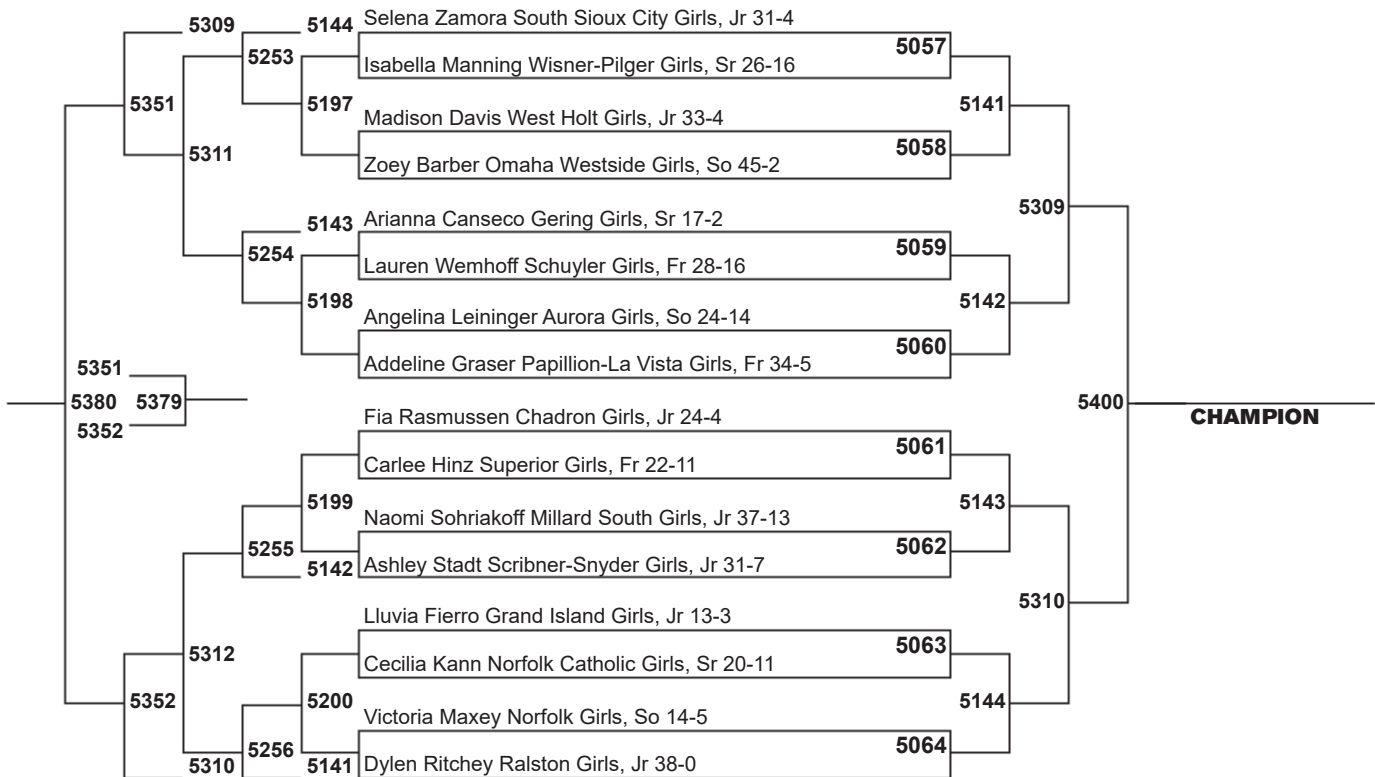 5309 5144 Selena Zamora South Sioux City Girls, Jr 31-4
5057
5253
Isabella Manning Wisner-Pilger Girls, Sr 26-16
5351 5197 5141
Madison Davis West Holt Girls, Jr 33-4
5058
5311
Zoey Barber Omaha Westside Girls, So 45-2
5309
5143 Arianna Canseco Gering Girls, Sr 17-2
5059
5254
Lauren Wemhoff Schuyler Girls, Fr 28-16
5198 5142
Angelina Leininger Aurora Girls, So 24-14
5060
5351
Addeline Graser Papillion-La Vista Girls, Fr 34-5
5380 5379 5400
5352
Fia Rasmussen Chadron Girls, Jr 24-4
CHAMPION
5061
Carlee Hinz Superior Girls, Fr 22-11
5199 5143
Naomi Sohriakoff Millard South Girls, Jr 37-13
5062
5255
5142 Ashley Stadt Scribner-Snyder Girls, Jr 31-7
5310
Lluvia Fierro Grand Island Girls, Jr 13-3
5063
5312
Cecilia Kann Norfolk Catholic Girls, Sr 20-11
5352 5200 5144
Victoria Maxey Norfolk Girls, So 14-5
5064
5256
5310 5141 Dylen Ritchey Ralston Girls, Jr 38-0